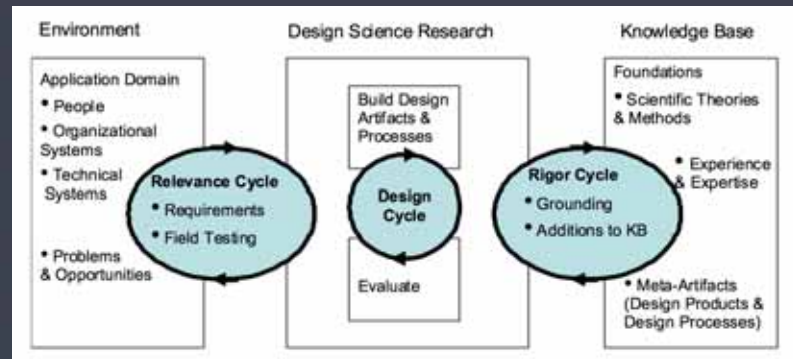 Environment
Design Science Research
Knowledge Base
Application Domain
• People
• Organizational
Systems
• Technical
Systems
• Problems
& Opportunities
Relevance Cycle
• Requirements
• Field Testing
Build Design
Artifacts &
Processes
Design
Cycle
Evaluate
Rigor Cycle
• Grounding
• Additions to KB
Foundations
• Scientific Theories
& Methods
• Experience
& Expertise
• Meta-Artifacts
(Design Products &
Design Processes)